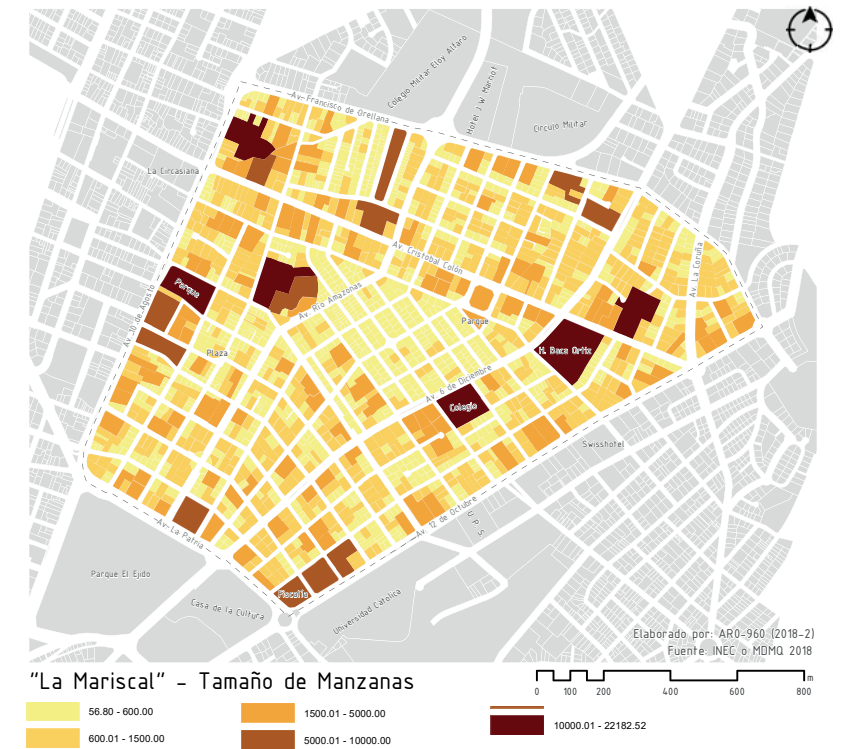 Av. Francisco de Orellana
Colegio Militar Eloy Alfaro
Hotel J.W. Marriot
Circulo Militar
La Circasiana
Av. Cristobal Colón
Av. La Coruña
Parque
Av. Rio Amazonas
Av. 10 de Agosto
Parque
Plaza
H. Baca Ortiz
Av. 6 de Diciembre
Colegio
Swisshotel
Av. 12 de Octubre
U.P.S
Av. La Patria
Parque El Ejido
Fiscalia
Casa de la Cultura
Universidad Catolica
Elaborado por: ARQ-960 (2018-2)
Fuente: INEC o MDMQ 2018
"La Mariscal" - Tamaño de Manzanas
0 100 200 400 600 800 m
56.80 - 600.00
600.01 - 1500.00
1500.01 - 5000.00
5000.01 - 10000.00
10000.01 - 22182.52